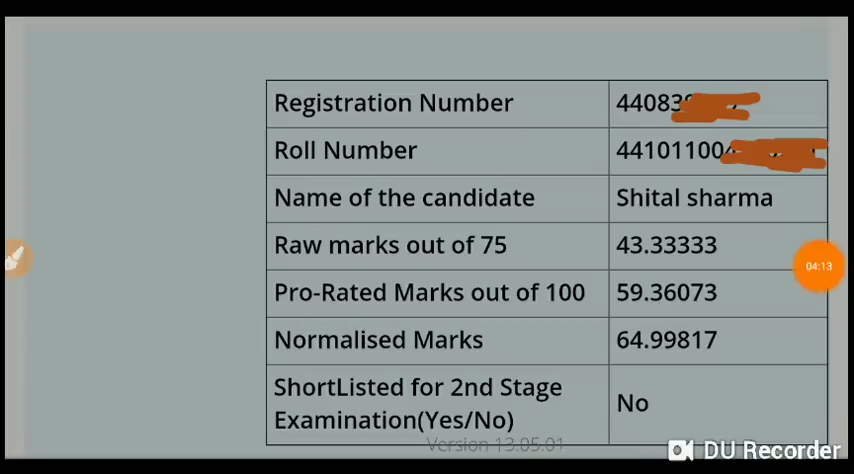 Registration Number 44083
Roll Number 44101100
Name of the candidate Shital sharma
Raw marks out of 75 43.33333
Pro-Rated Marks out of 100 59.36073
Normalised Marks 64.99817
ShortListed for 2nd Stage
Examination(Yes/No) No
Version 13.05.01
04:13
DU Recorder